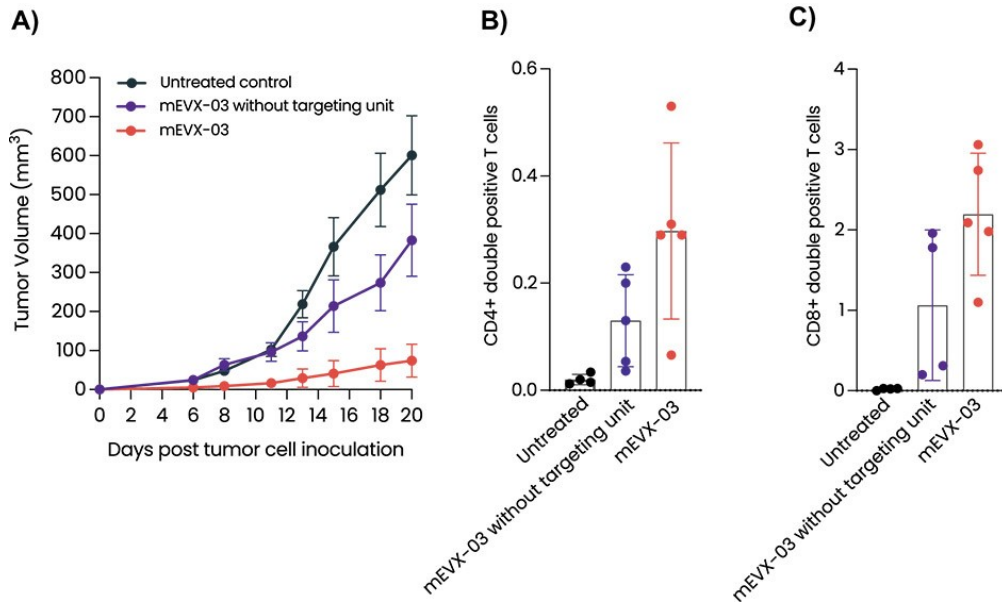 A)
Untreated control
mEVX-03 without targeting unit
mEVX-03
Tumor Volume (mm³)
800
700
600
500
400
300
200
100
0
0 2 4 6 8 10 12 14 16 18 20
Days post tumor cell inoculation
B)
CD4+ double positive T cells
0.6
0.4
0.2
0.0
Untreated
mEVX-03 without targeting unit
mEVX-03
C)
CD8+ double positive T cells
4
3
2
1
0
Untreated
mEVX-03 without targeting unit
mEVX-03